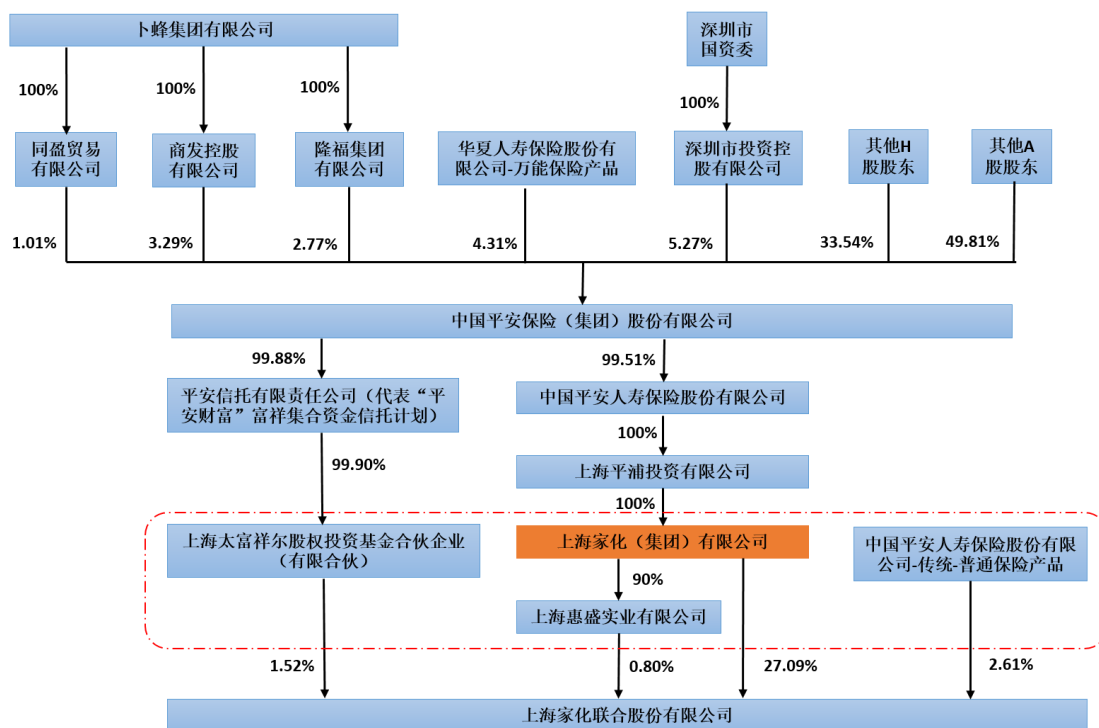 卜蜂集团有限公司
深圳市
国资委
100%
100%
100%
100%
同盈贸易
有限公司
商发控股
有限公司
隆福集团
有限公司
华夏人寿保险股份有
限公司-万能保险产品
深圳市投资控
股有限公司
其他H
股股东
其他A
股股东
1.01%
3.29%
2.77%
4.31%
5.27%
33.54%
49.81%
中国平安保险（集团）股份有限公司
99.88%
99.51%
平安信托有限责任公司（代表“平
安财富”富祥集合资金信托计划）
中国平安人寿保险股份有限公司
99.90%
100%
上海平浦投资有限公司
100%
上海太富祥尔股权投资基金合伙企业
（有限合伙）
上海家化（集团）有限公司
中国平安人寿保险股份有限
公司-传统-普通保险产品
90%
上海惠盛实业有限公司
1.52%
0.80%
27.09%
2.61%
上海家化联合股份有限公司